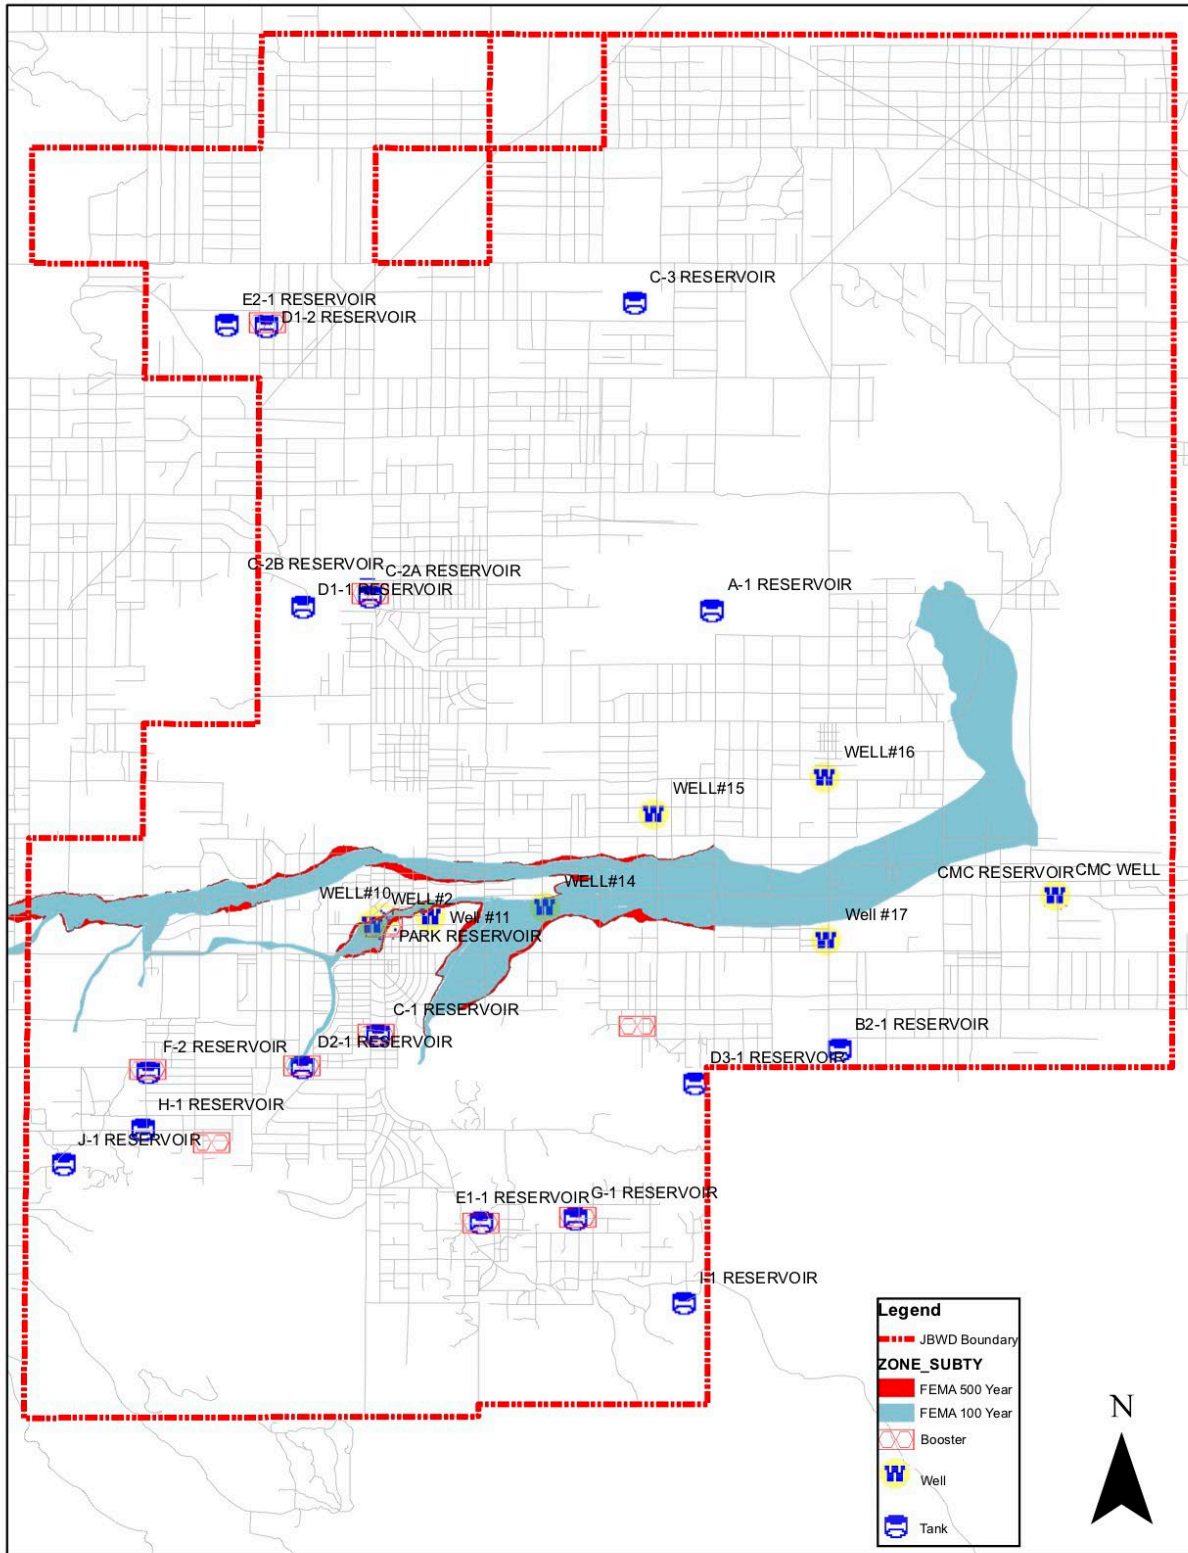 C-3 RESERVOIR
E2-1 RESERVOIR
D1-2 RESERVOIR
C-2B RESERVOIR
C-2A RESERVOIR
D1-1 RESERVOIR
A-1 RESERVOIR
WELL#16
WELL#15
CMC RESERVOIR
CMC WELL
WELL#14
WELL#10
WELL#2
Well #11
Well #17
PARK RESERVOIR
C-1 RESERVOIR
B2-1 RESERVOIR
D2-1 RESERVOIR
F-2 RESERVOIR
D3-1 RESERVOIR
H-1 RESERVOIR
J-1 RESERVOIR
E1-1 RESERVOIR
G-1 RESERVOIR
I-1 RESERVOIR
Legend
JBWD Boundary
ZONE_SUBTY
FEMA 500 Year
FEMA 100 Year
Booster
Well
Tank
N